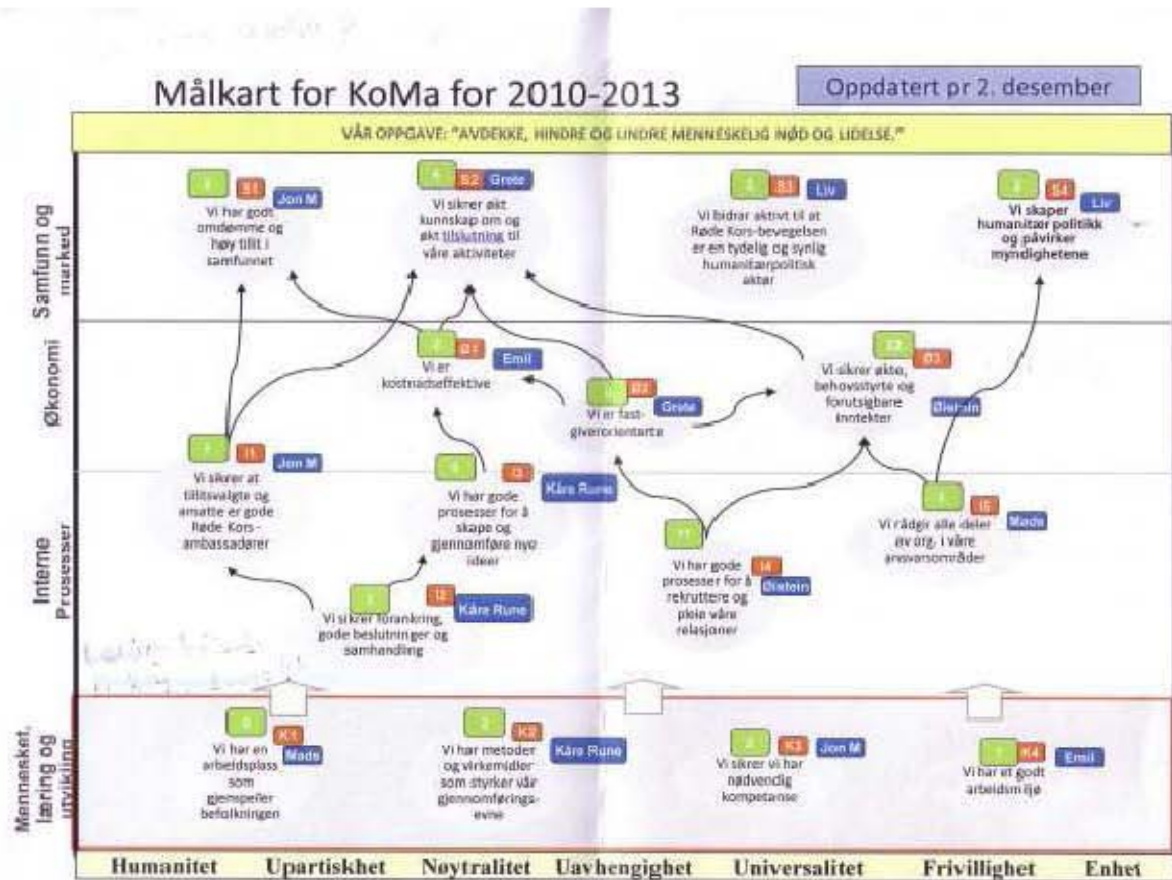 Målkart for KoMa for 2010-2013
Oppdatert pr 2. desember
VÅR OPPGAVE: "AVDEKKE, HINDRE OG LINDRE MENNESKELIG NØD OG LIDELSE."
Samfunn og
marked
S1
Jon M
Vi har godt
omdømme og
høy tillit i
samfunnet
S2
Grete
Vi sikrer økt
kunnskap om og
økt tilslutning til
våre aktiviteter
S3
Liv
Vi bidrar aktivt til at
Røde Kors-bevegelsen
er en tydelig og synlig
humanitærpolitisk
aktør
S4
Liv
Vi skaper
humanitær politikk
og påvirker
myndighetene
Økonomi
Ø1
Emil
Vi er
kostnadseffektive
Ø2
Grete
Vi er fast-
giverorienterte
Ø3
Øistein
Vi sikrer økte,
behovsstyrte og
forutsigbare
inntekter
Interne
Prosesser
I1
Jon M
Vi sikrer at
tillitsvalgte og
ansatte er gode
Røde Kors-
ambassadører
I3
Kåre Rune
Vi har gode
prosesser for å
skape og
gjennomføre nye
ideer
11
I4
Øistein
Vi har gode
prosesser for å
rekruttere og
pleie våre
relasjoner
I5
Mads
Vi rådgir alle deler
av org. i våre
ansvarsområder
I2
Kåre Rune
Vi sikrer forankring,
gode beslutninger og
samhandling
Mennesket,
læring og
utvikling
K1
Mads
Vi har en
arbeidsplass
som
gjenspeiler
befolkningen
K2
Kåre Rune
Vi har metoder
og virkemidler
som styrker vår
gjennomførings-
evne
K3
Jon M
Vi sikrer vi har
nødvendig
kompetanse
K4
Emil
Vi har et godt
arbeidsmiljø
Humanitet Upartiskhet Nøytralitet Uavhengighet Universalitet Frivillighet Enhet